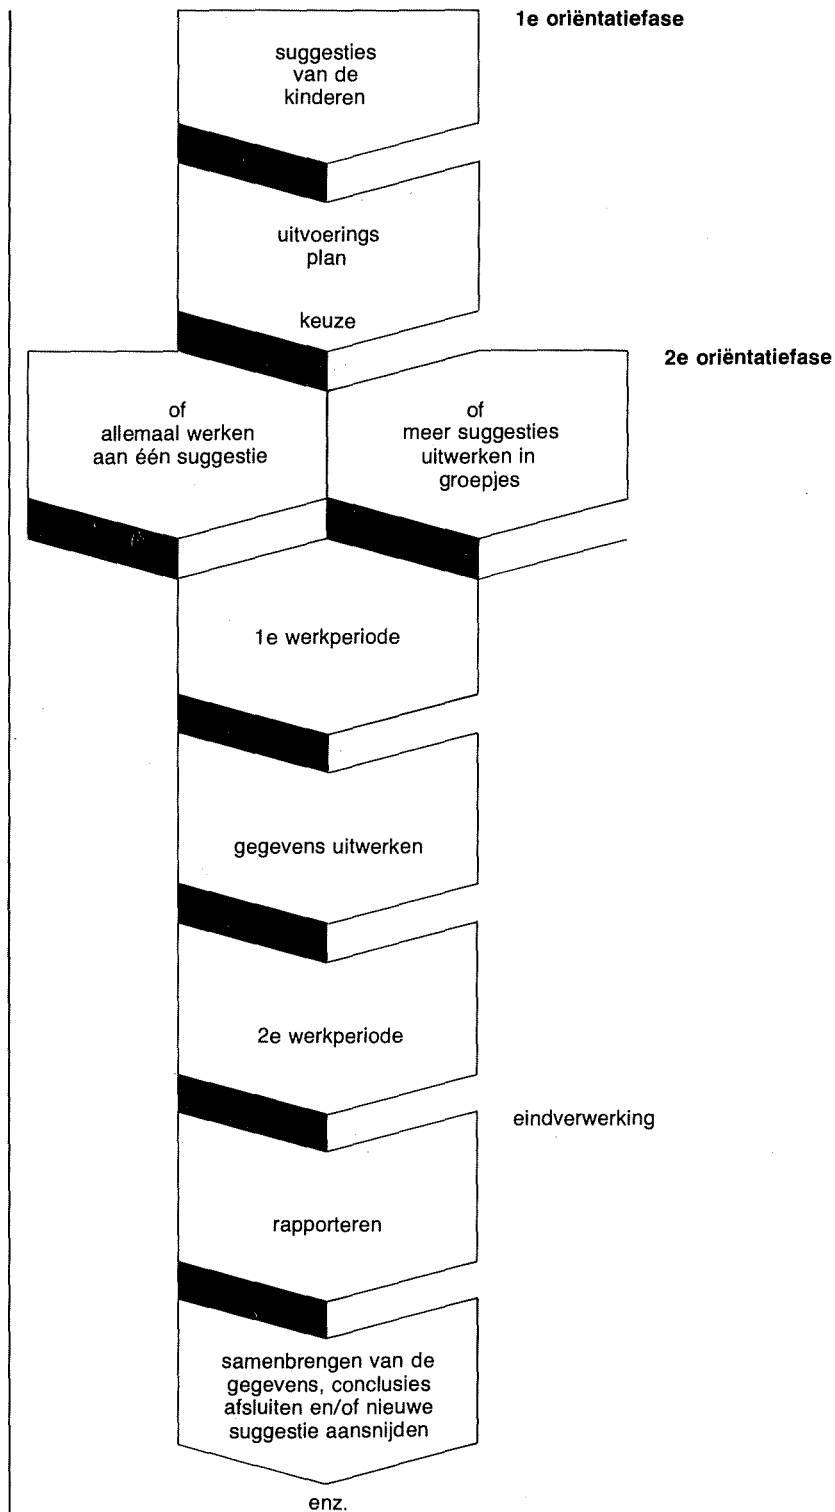 1e oriëntatiefase
suggesties
van de
kinderen
uitvoerings
plan
keuze
2e oriëntatiefase
of
allemaal werken
aan één suggestie
of
meer suggesties
uitwerken in
groepjes
1e werkperiode
gegevens uitwerken
2e werkperiode
eindverwerking
rapporteren
samenbrengen van de
gegevens, conclusies
afsluiten en/of nieuwe
suggestie aansnijden
enz.